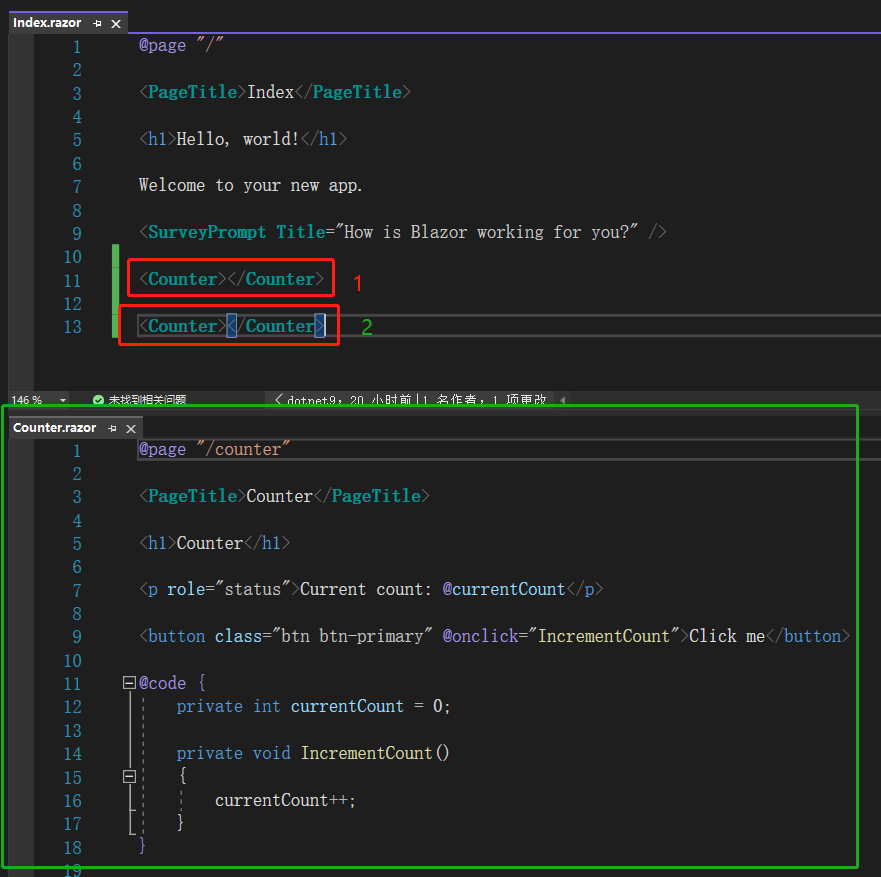 Index.razor
1 @page "/"
2
3 <PageTitle>Index</PageTitle>
4
5 <h1>Hello, world!</h1>
6
7 Welcome to your new app.
8
9 <SurveyPrompt Title="How is Blazor working for you?" />
10
11 <Counter></Counter> 1
12
13 <Counter></Counter> 2
146 % 未找到相关问题 dotnet9, 20 小时前 | 1 名作者, 1 项更改
Counter.razor
1 @page "/counter"
2
3 <PageTitle>Counter</PageTitle>
4
5 <h1>Counter</h1>
6
7 <p role="status">Current count: @currentCount</p>
8
9 <button class="btn btn-primary" @onclick="IncrementCount">Click me</button>
10
11 @code {
12 private int currentCount = 0;
13
14 private void IncrementCount()
15 {
16 currentCount++;
17 }
18 }
19